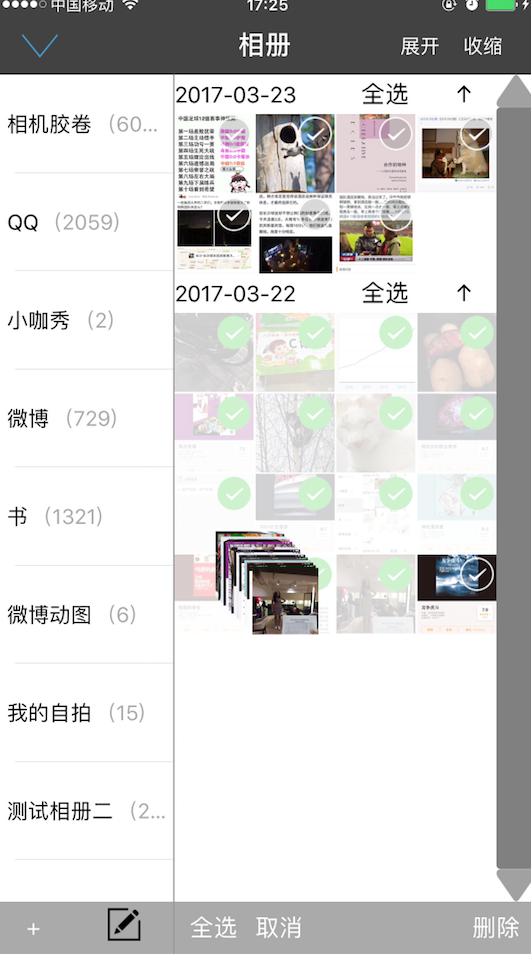 中国移动 17:25
相册 展开 收缩
相机胶卷 (60...
QQ (2059)
小咖秀 (2)
微博 (729)
书 (1321)
微博动图 (6)
我的自拍 (15)
测试相册二 (2...
2017-03-23 全选 ↑
2017-03-22 全选 ↑
+ 全选 取消 删除